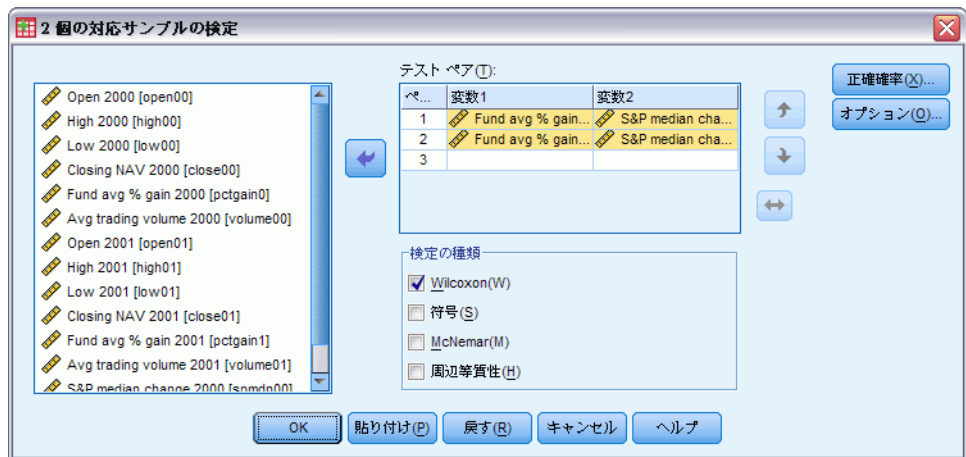 2 個の対応サンプルの検定
Open 2000 [open00]
High 2000 [high00]
Low 2000 [low00]
Closing NAV 2000 [close00]
Fund avg % gain 2000 [pctgain0]
Avg trading volume 2000 [volume00]
Open 2001 [open01]
High 2001 [high01]
Low 2001 [low01]
Closing NAV 2001 [close01]
Fund avg % gain 2001 [pctgain1]
Avg trading volume 2001 [volume01]
S&P median change 2000 [spmdn00]
テスト ペア(T):
ペ... 変数1 変数2
1 Fund avg % gain... S&P median cha...
2 Fund avg % gain... S&P median cha...
3
検定の種類
Wilcoxon(W)
符号(S)
McNemar(M)
周辺等質性(H)
正確確率(X)...
オプション(O)...
OK 貼り付け(P) 戻す(R) キャンセル ヘルプ